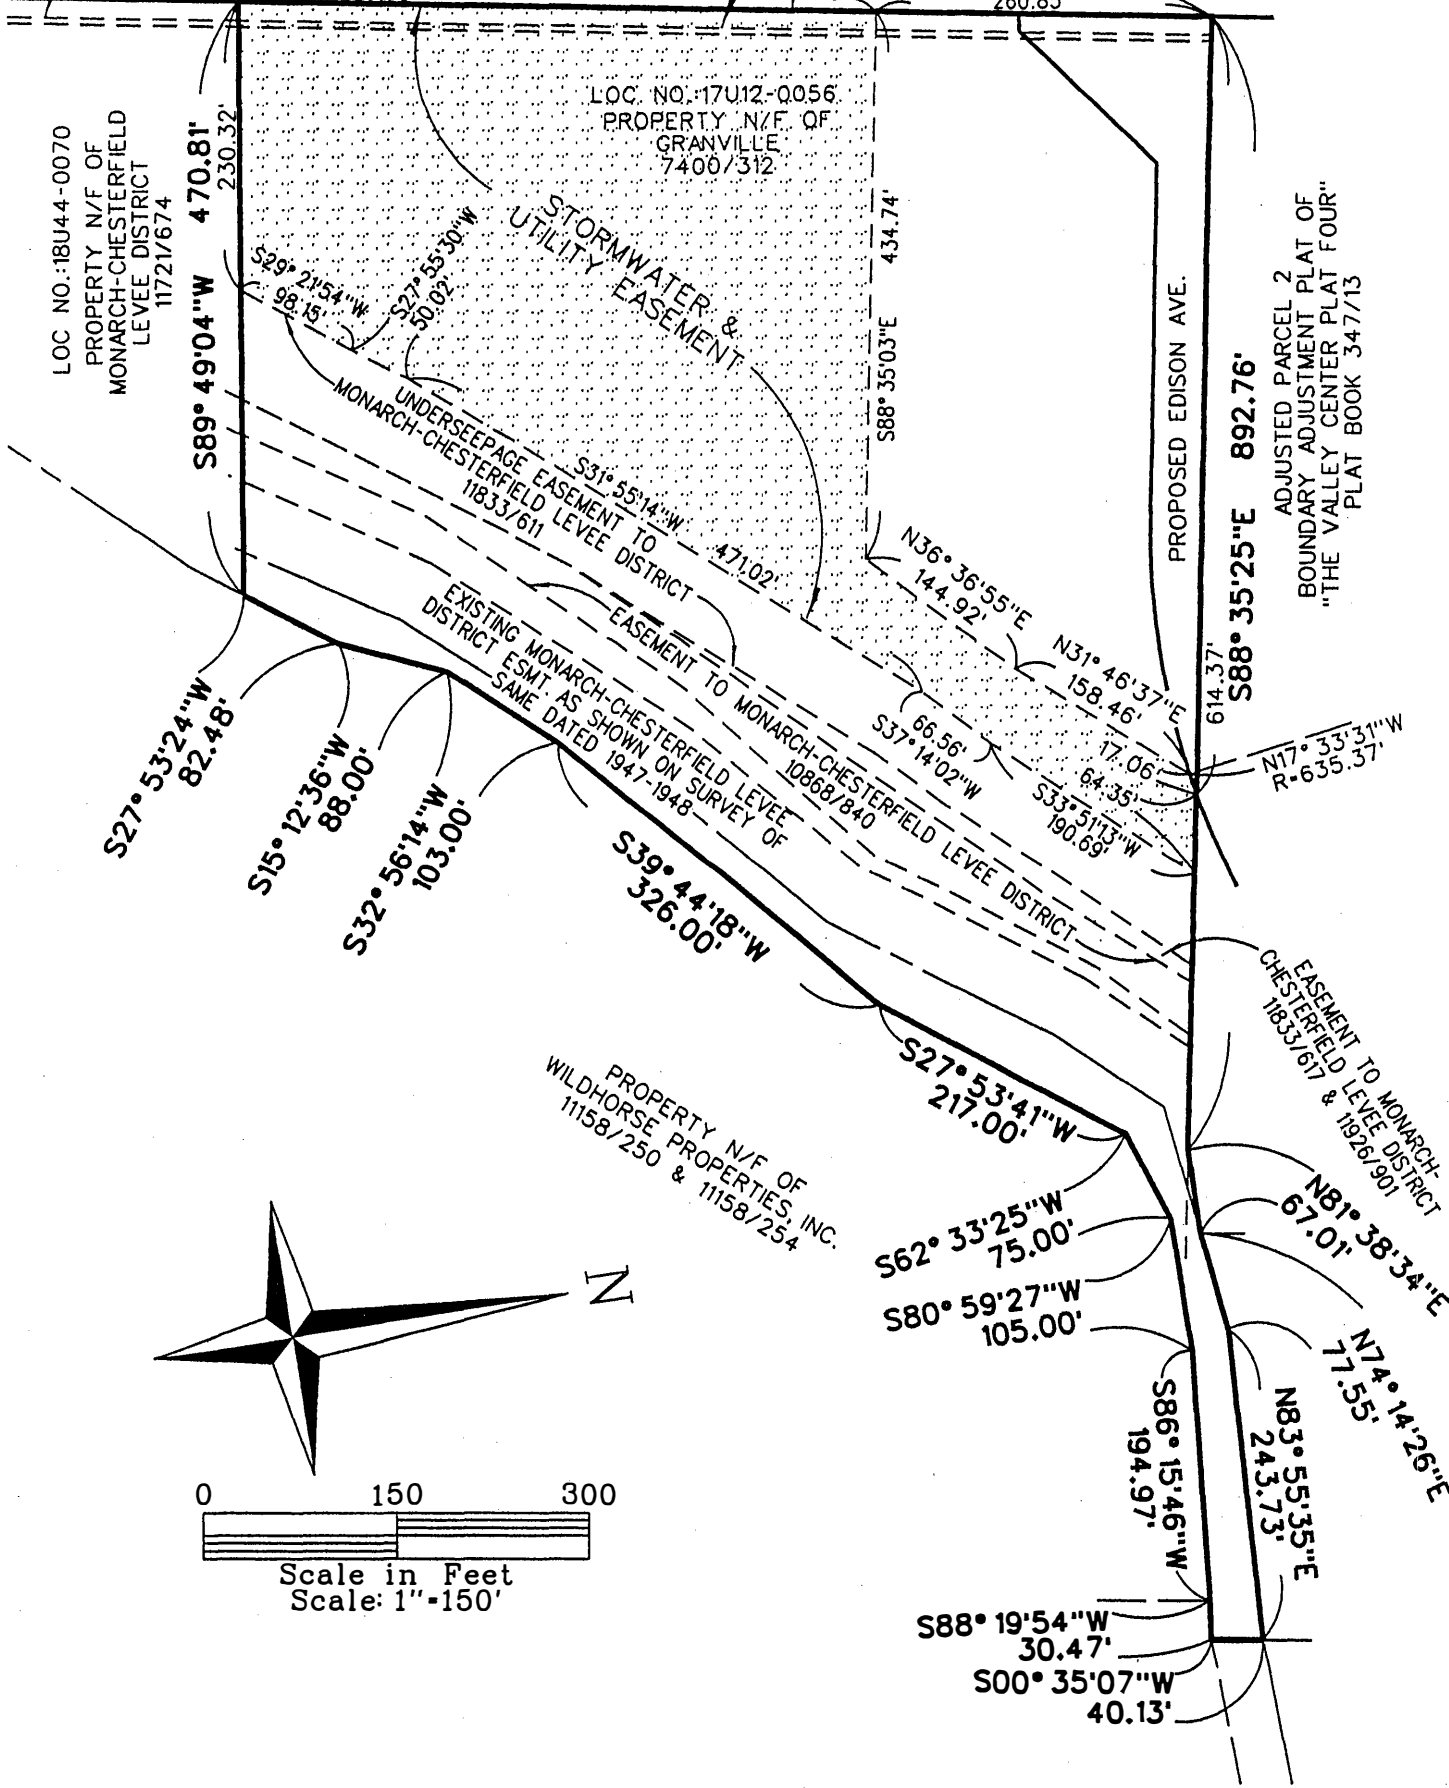 260.85'
LOC NO.:18U44-0070
PROPERTY N/F OF
MONARCH-CHESTERFIELD
LEVEE DISTRICT
11721/674
S89°49'04"W 470.81'
230.32'
LOC. NO.:17U12-0056
PROPERTY N/F OF
GRANVILLE
7400/312
STORMWATER &
UTILITY EASEMENT
S29°21'54"W
98.15'
S27°55'30"W
50.02'
S88°35'03"E 434.74'
PROPOSED EDISON AVE.
S88°35'25"E 892.76'
614.37'
ADJUSTED PARCEL 2
BOUNDARY ADJUSTMENT PLAT OF
"THE VALLEY CENTER PLAT FOUR"
PLAT BOOK 347/13
UNDERSEEPAGE EASEMENT TO
MONARCH-CHESTERFIELD LEVEE DISTRICT
11833/611
S31°55'14"W 471.02'
N36°36'55"E
144.92'
N31°46'37"E
158.46'
17.06'
64.35'
N17°33'31"W
R=635.37'
66.56'
S37°14'02"W
S33°51'13"W
190.69'
EASEMENT TO MONARCH-CHESTERFIELD LEVEE DISTRICT
10868/840
EXISTING MONARCH-CHESTERFIELD LEVEE
DISTRICT ESMT. AS SHOWN ON SURVEY OF
SAME DATED 1947-1948
S27°53'24"W
82.48'
S15°12'36"W
88.00'
S32°56'14"W
103.00'
S39°44'18"W
326.00'
S27°53'41"W
217.00'
EASEMENT TO MONARCH-
CHESTERFIELD LEVEE DISTRICT
11833/617 & 11926/901
PROPERTY N/F OF
WILDHORSE PROPERTIES, INC.
11158/250 & 11158/254
S62°33'25"W
75.00'
S80°59'27"W
105.00'
N81°38'34"E
67.01'
N74°14'26"E
77.55'
S86°15'46"W
194.97'
N83°55'35"E
243.73'
S88°19'54"W
30.47'
S00°35'07"W
40.13'
N
0 150 300
Scale in Feet
Scale: 1"=150'